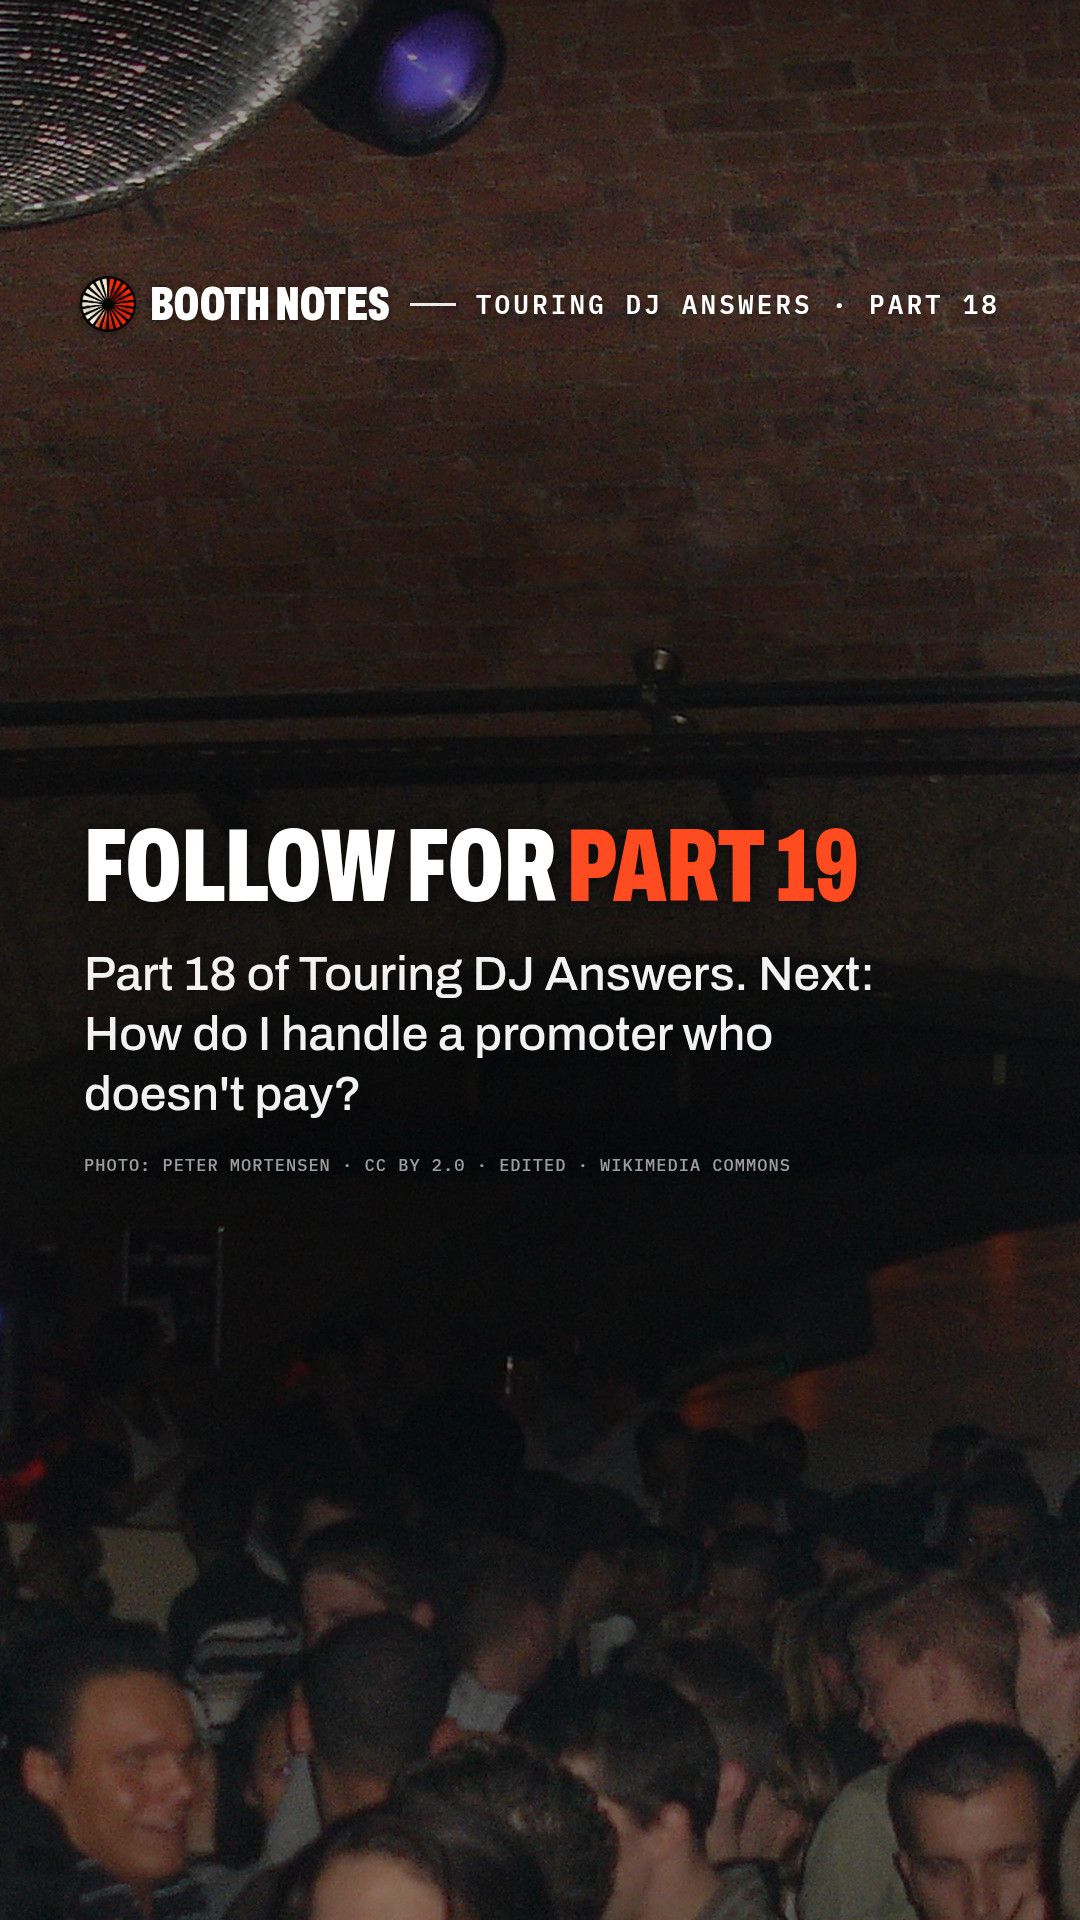 BOOTH NOTES — TOURING DJ ANSWERS · PART 18
FOLLOW FOR PART 19
Part 18 of Touring DJ Answers. Next:
How do I handle a promoter who
doesn't pay?
PHOTO: PETER MORTENSEN · CC BY 2.0 · EDITED · WIKIMEDIA COMMONS